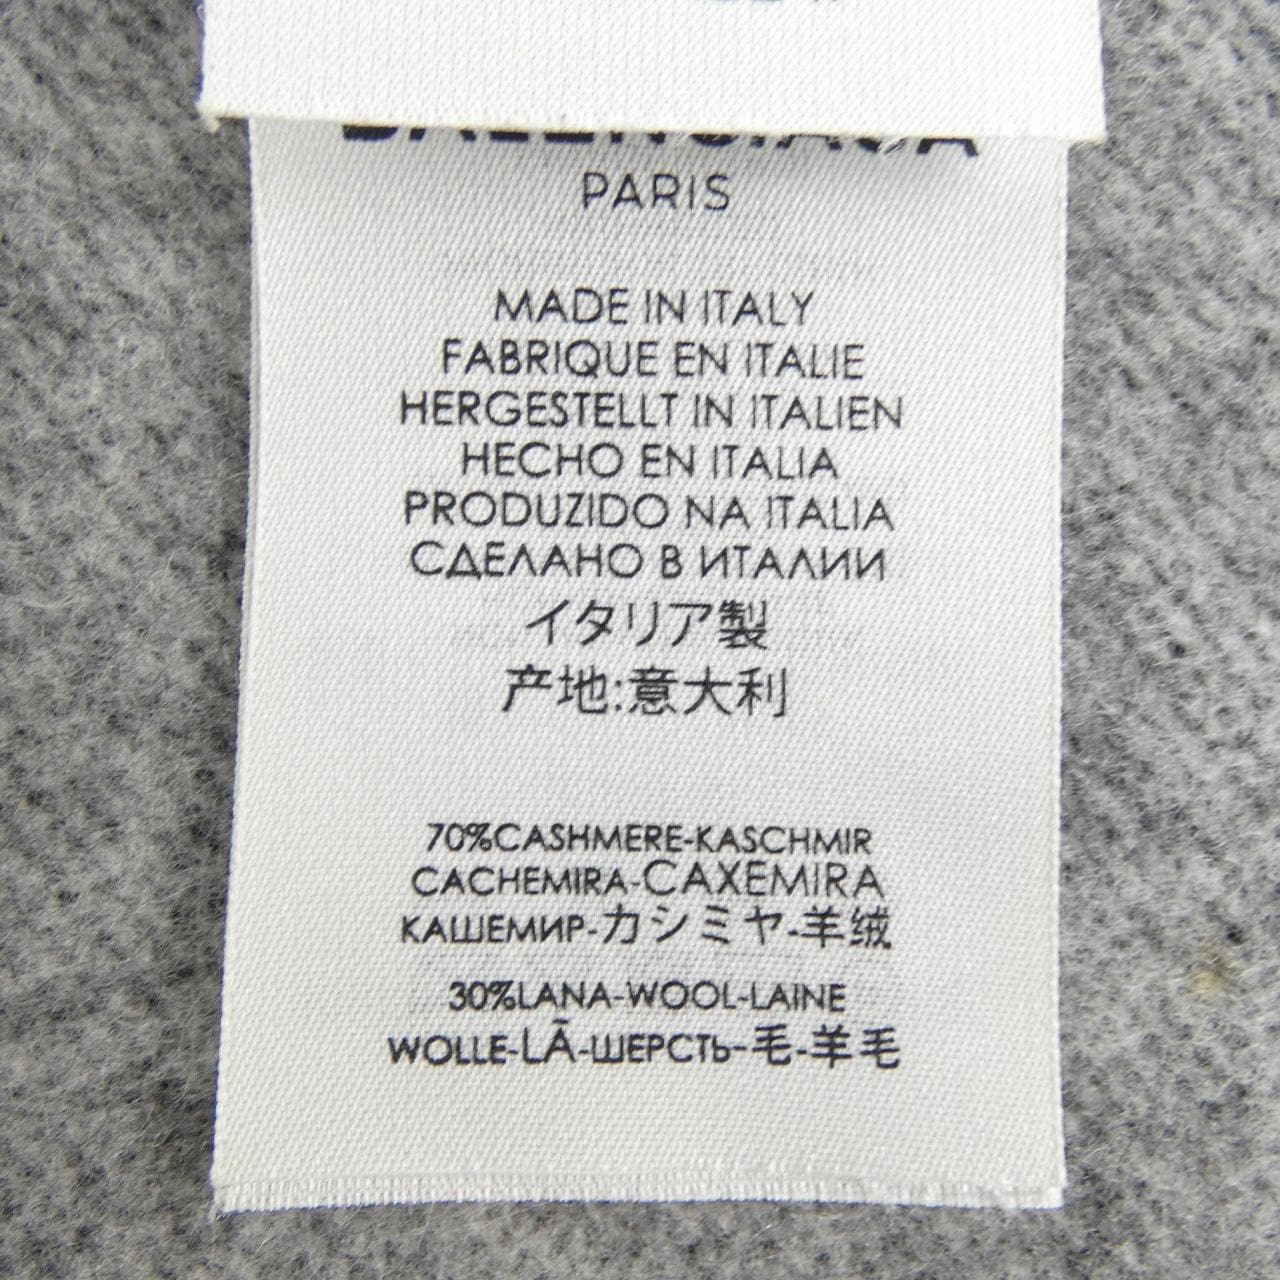 BALENCIAGA
PARIS
MADE IN ITALY
FABRIQUE EN ITALIE
HERGESTELLT IN ITALIEN
HECHO EN ITALIA
PRODUZIDO NA ITALIA
СДЕЛАНО В ИТАЛИИ
イタリア製
产地:意大利
70%CASHMERE-KASCHMIR
CACHEMIRA-CAXEMIRA
КАШЕМИР-カシミヤ-羊绒
30%LANA-WOOL-LAINE
WOLLE-LÃ-ШЕРСТЬ-毛-羊毛